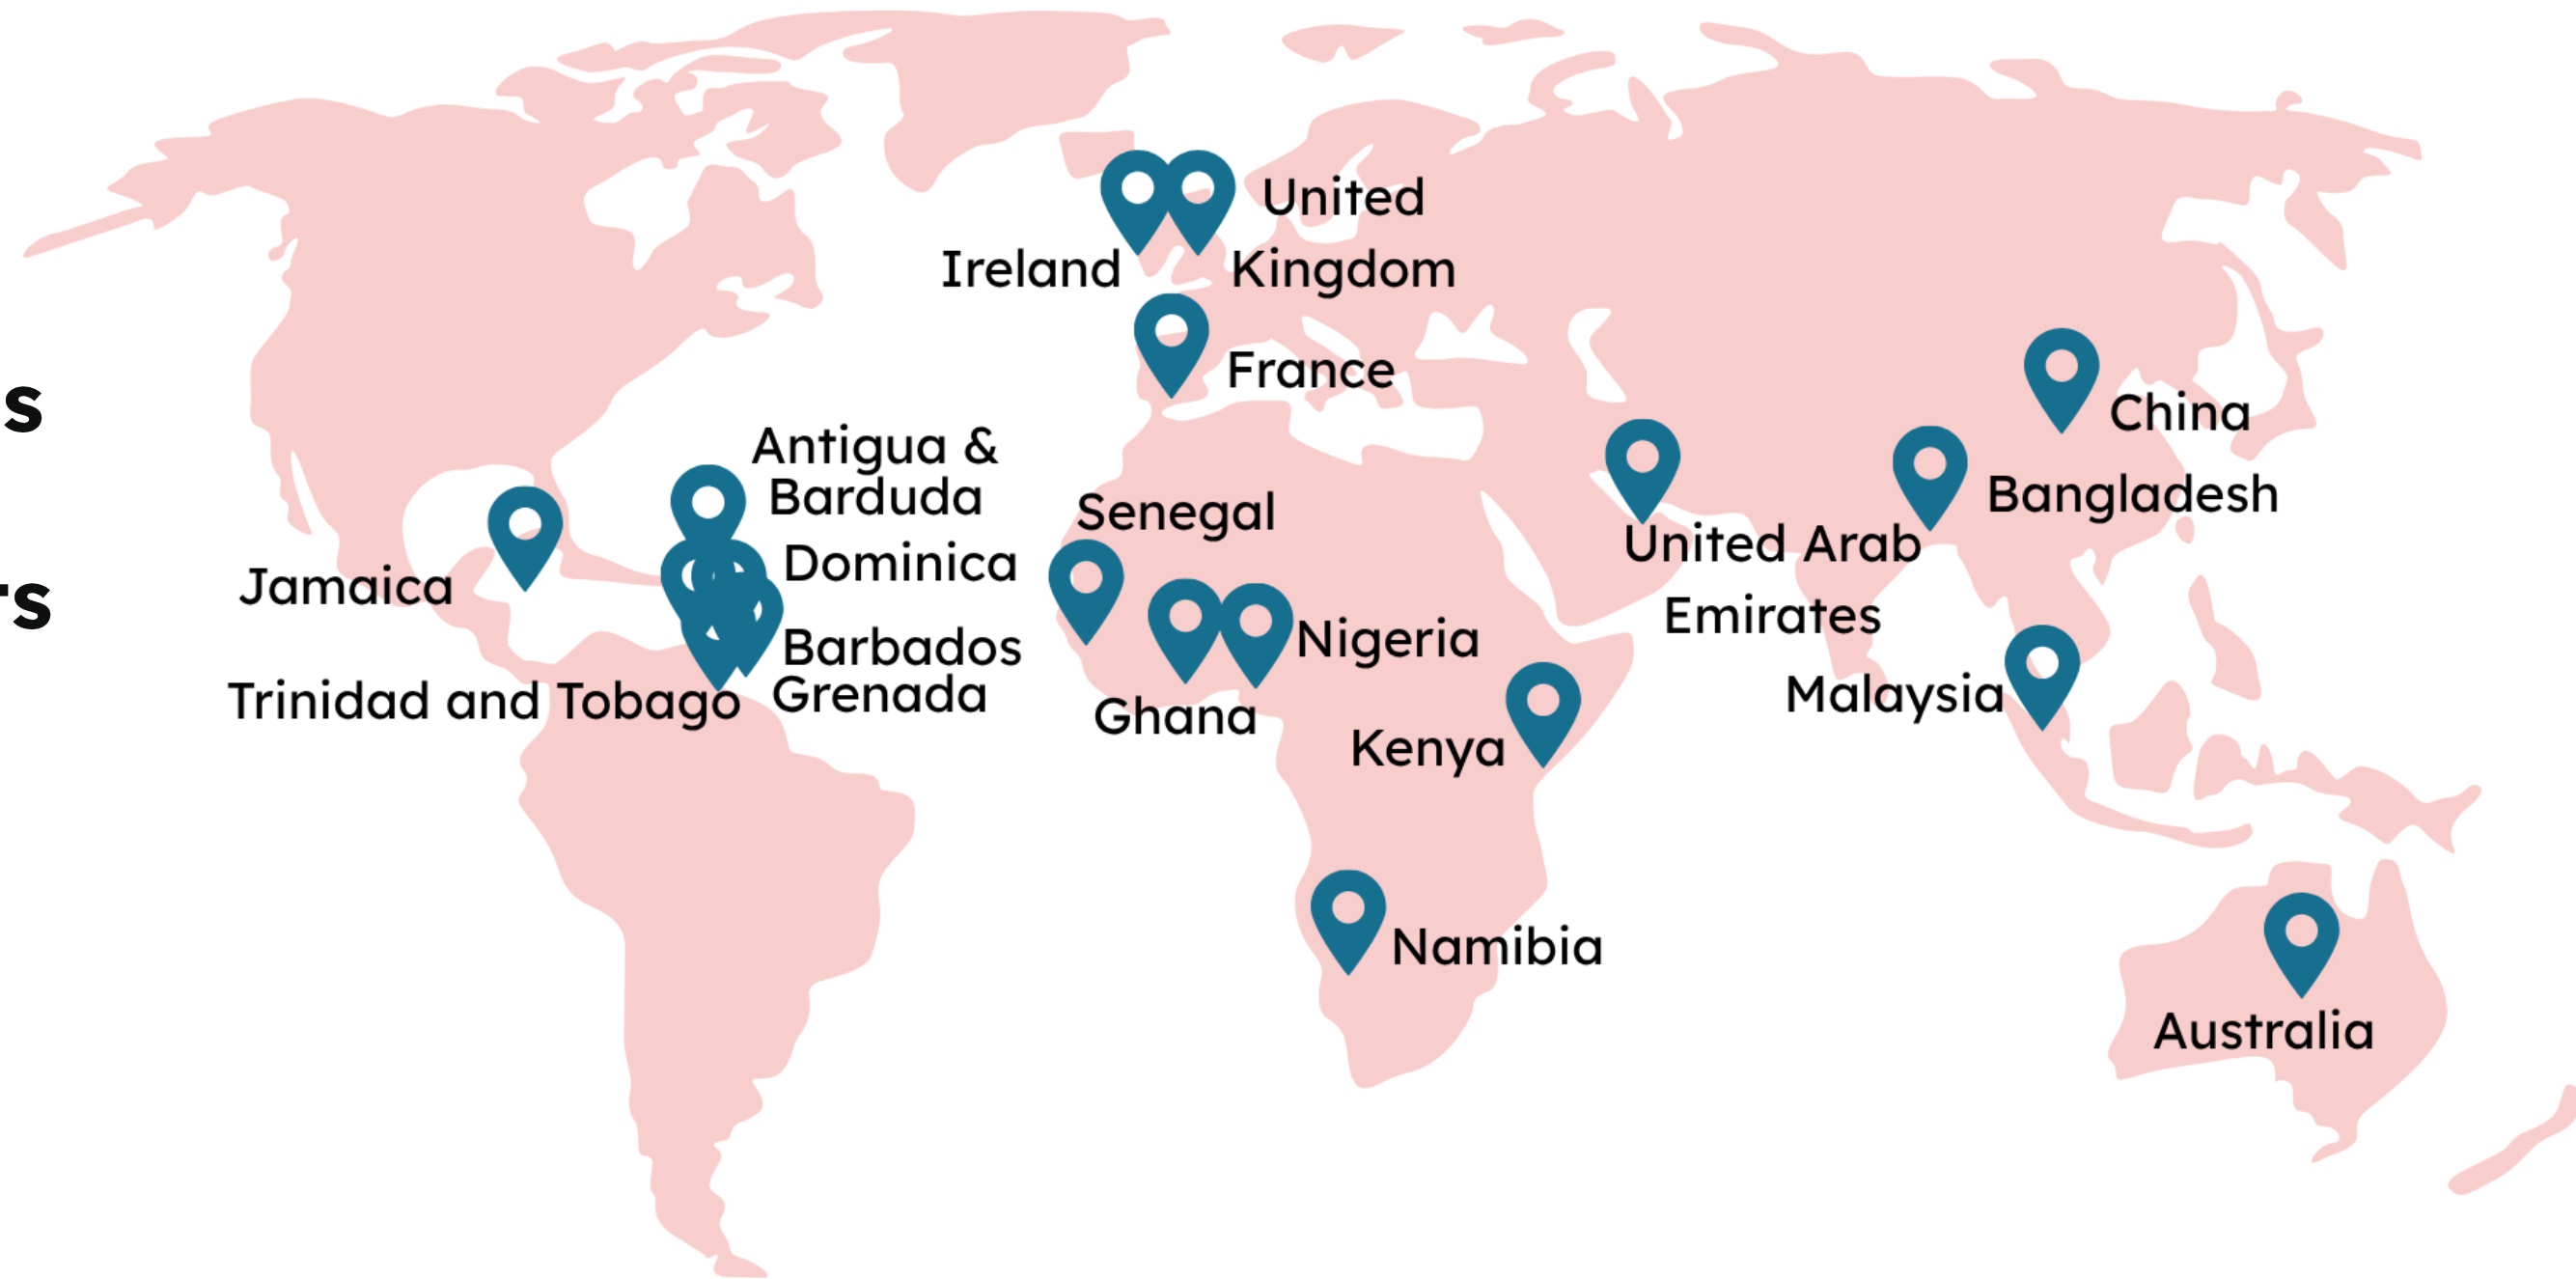 s
rs
United
Kingdom
Ireland
France
China
Antigua &
Barduda
Bangladesh
Senegal
United Arab
Emirates
Dominica
Jamaica
Nigeria
Barbados
Grenada
Trinidad and Tobago
Ghana
Malaysia
Kenya
Namibia
Australia